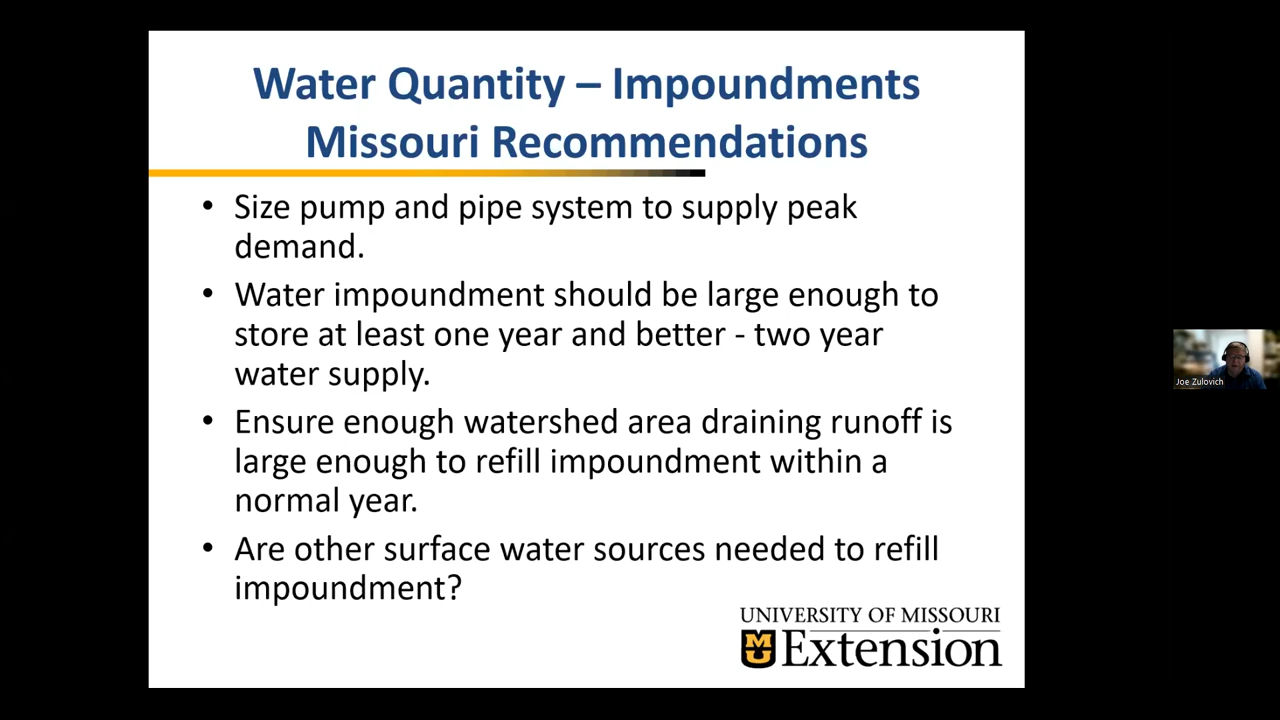 Water Quantity – Impoundments
Missouri Recommendations
• Size pump and pipe system to supply peak
demand.
• Water impoundment should be large enough to
store at least one year and better - two year
water supply.
• Ensure enough watershed area draining runoff is
large enough to refill impoundment within a
normal year.
• Are other surface water sources needed to refill
impoundment?
UNIVERSITY OF MISSOURI
MU Extension
Joe Zulovich